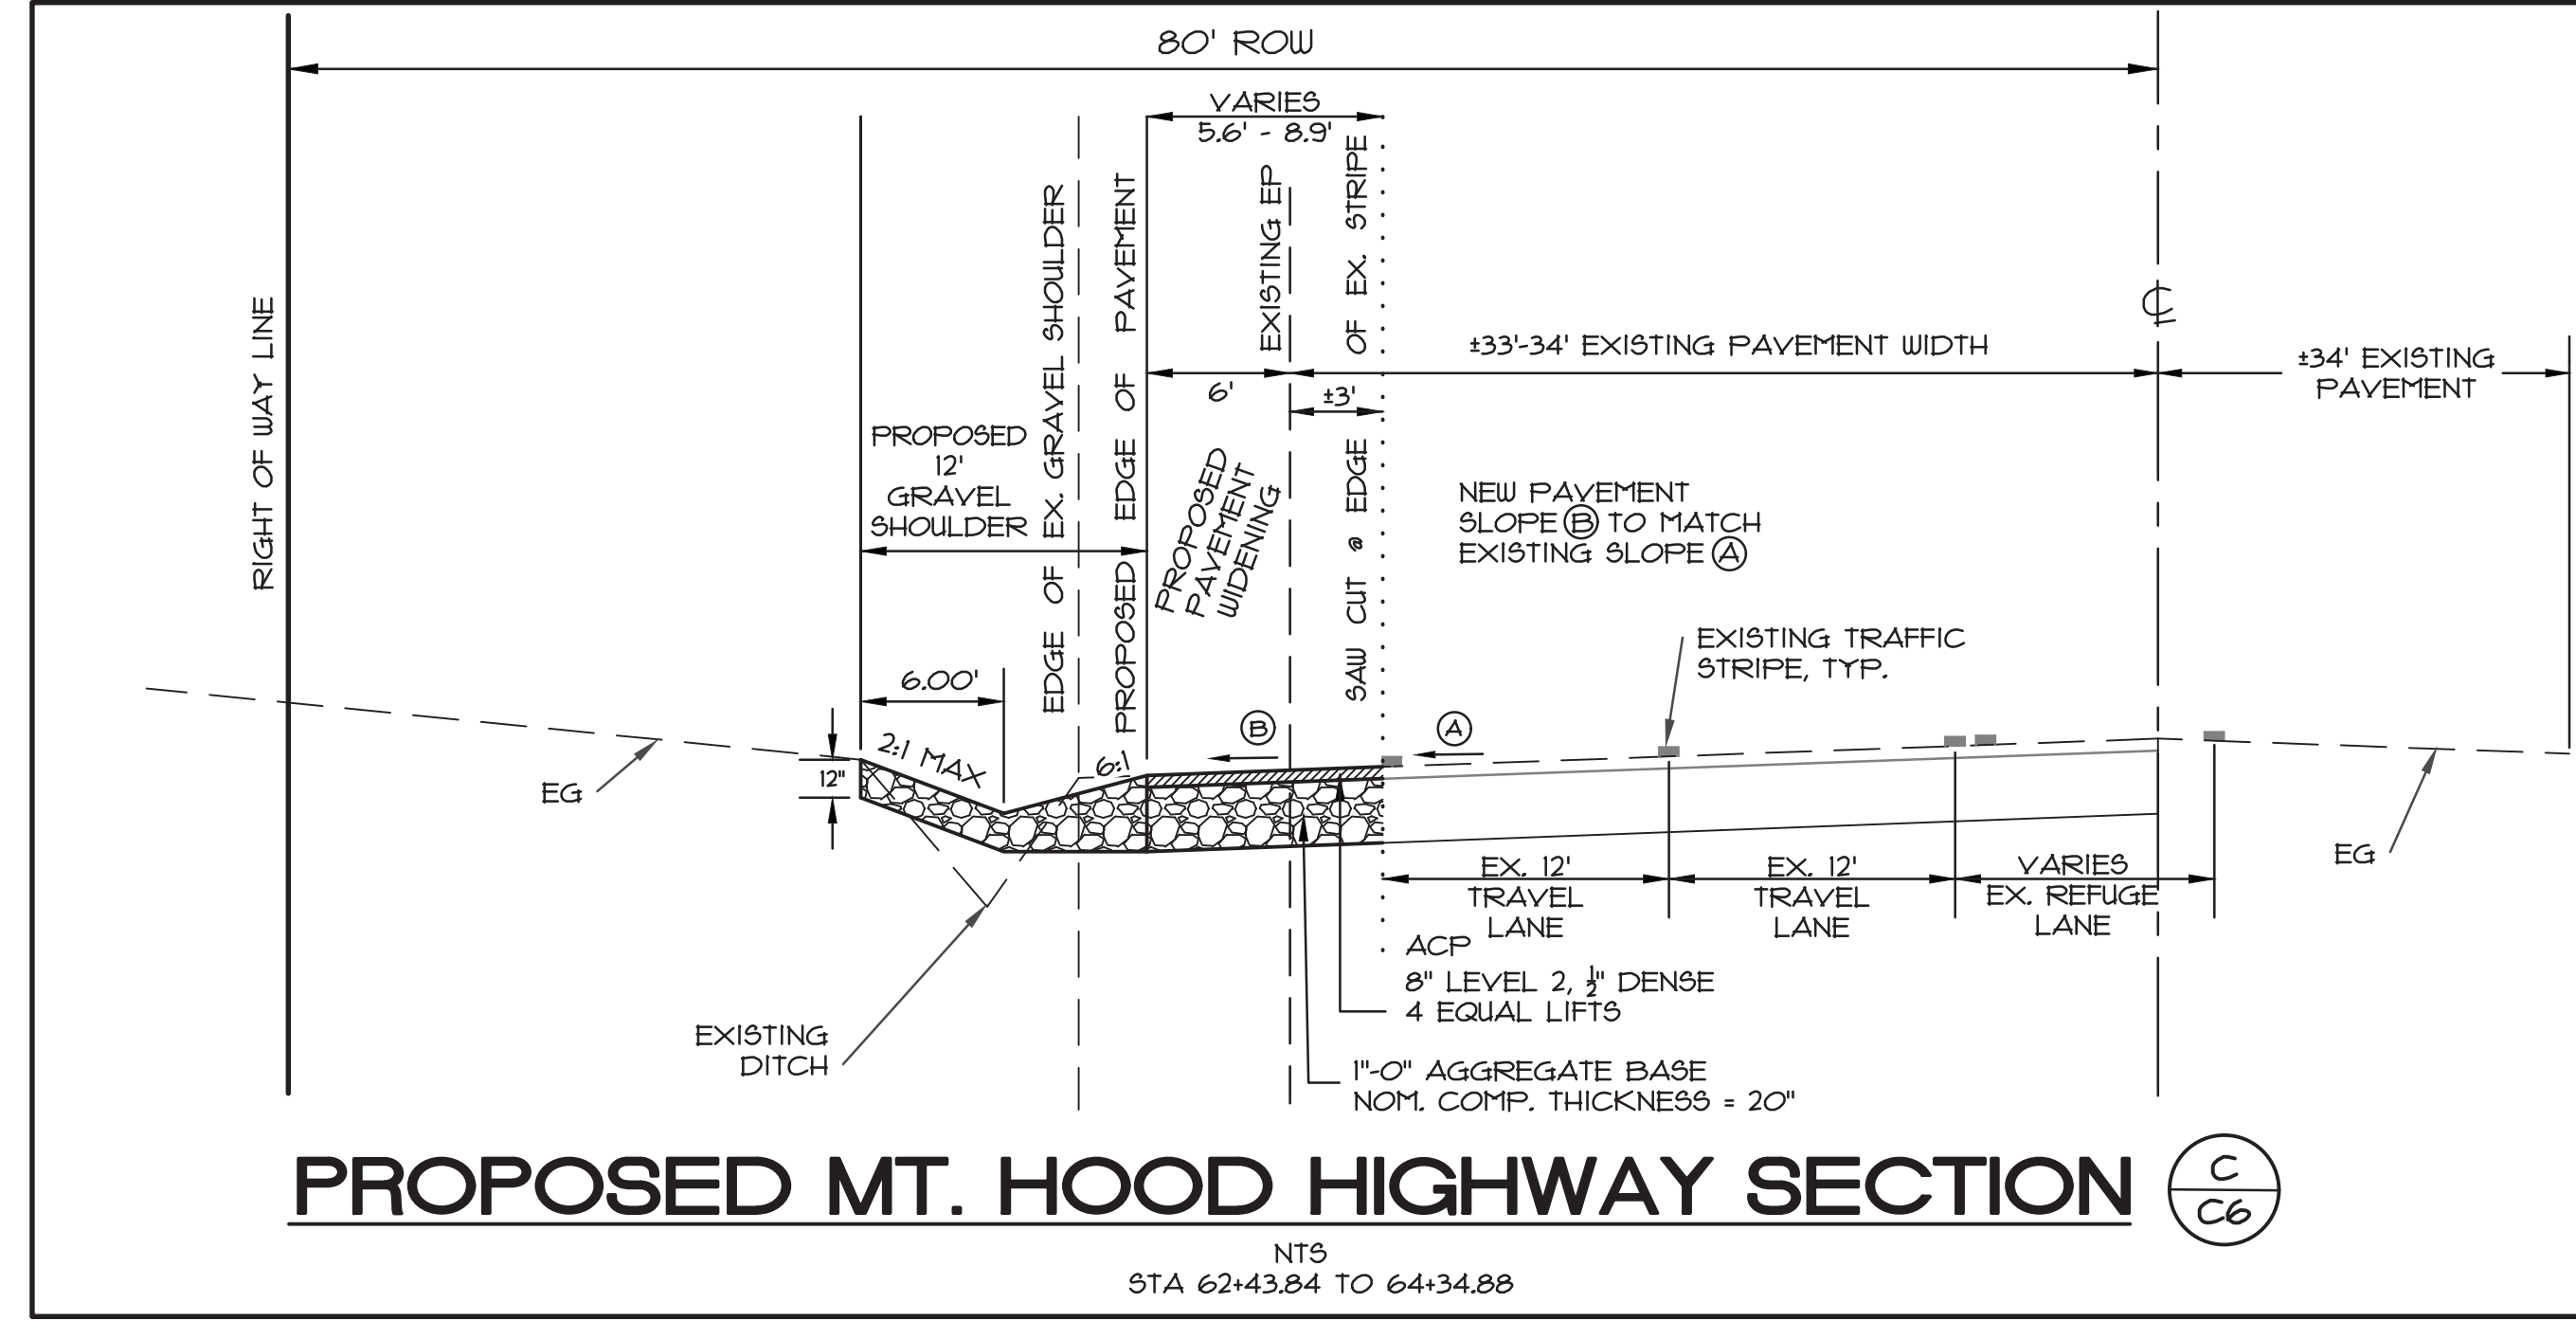 80' ROW
VARIES
5.6' - 8.9'
RIGHT OF WAY LINE
EDGE OF EX. GRAVEL SHOULDER
PROPOSED EDGE OF PAVEMENT
EXISTING EP
SAW CUT @ EDGE OF EX. STRIPE
℄
±33'-34' EXISTING PAVEMENT WIDTH
±34' EXISTING
PAVEMENT
6'
±3'
PROPOSED
12'
GRAVEL
SHOULDER
PROPOSED
PAVEMENT
WIDENING
NEW PAVEMENT
SLOPE B TO MATCH
EXISTING SLOPE A
EXISTING TRAFFIC
STRIPE, TYP.
6.00'
2:1 MAX
6:1
B
A
12"
EG
EG
EX. 12'
TRAVEL
LANE
EX. 12'
TRAVEL
LANE
VARIES
EX. REFUGE
LANE
ACP
8" LEVEL 2, ½" DENSE
4 EQUAL LIFTS
EXISTING
DITCH
1"-0" AGGREGATE BASE
NOM. COMP. THICKNESS = 20"
PROPOSED MT. HOOD HIGHWAY SECTION
C
C6
NTS
STA 62+43.84 TO 64+34.88